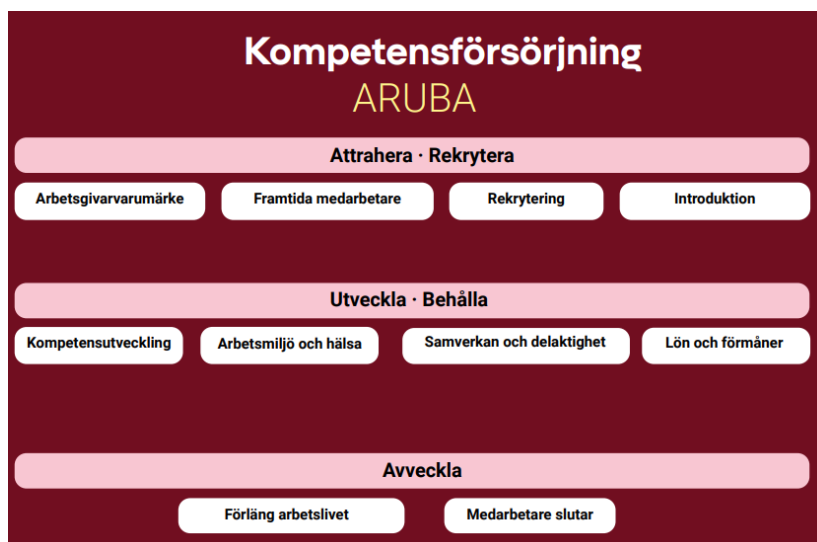 Kompetensförsörjning
ARUBA
Attrahera · Rekrytera
Arbetsgivarvarumärke
Framtida medarbetare
Rekrytering
Introduktion
Utveckla · Behålla
Kompetensutveckling
Arbetsmiljö och hälsa
Samverkan och delaktighet
Lön och förmåner
Avveckla
Förläng arbetslivet
Medarbetare slutar